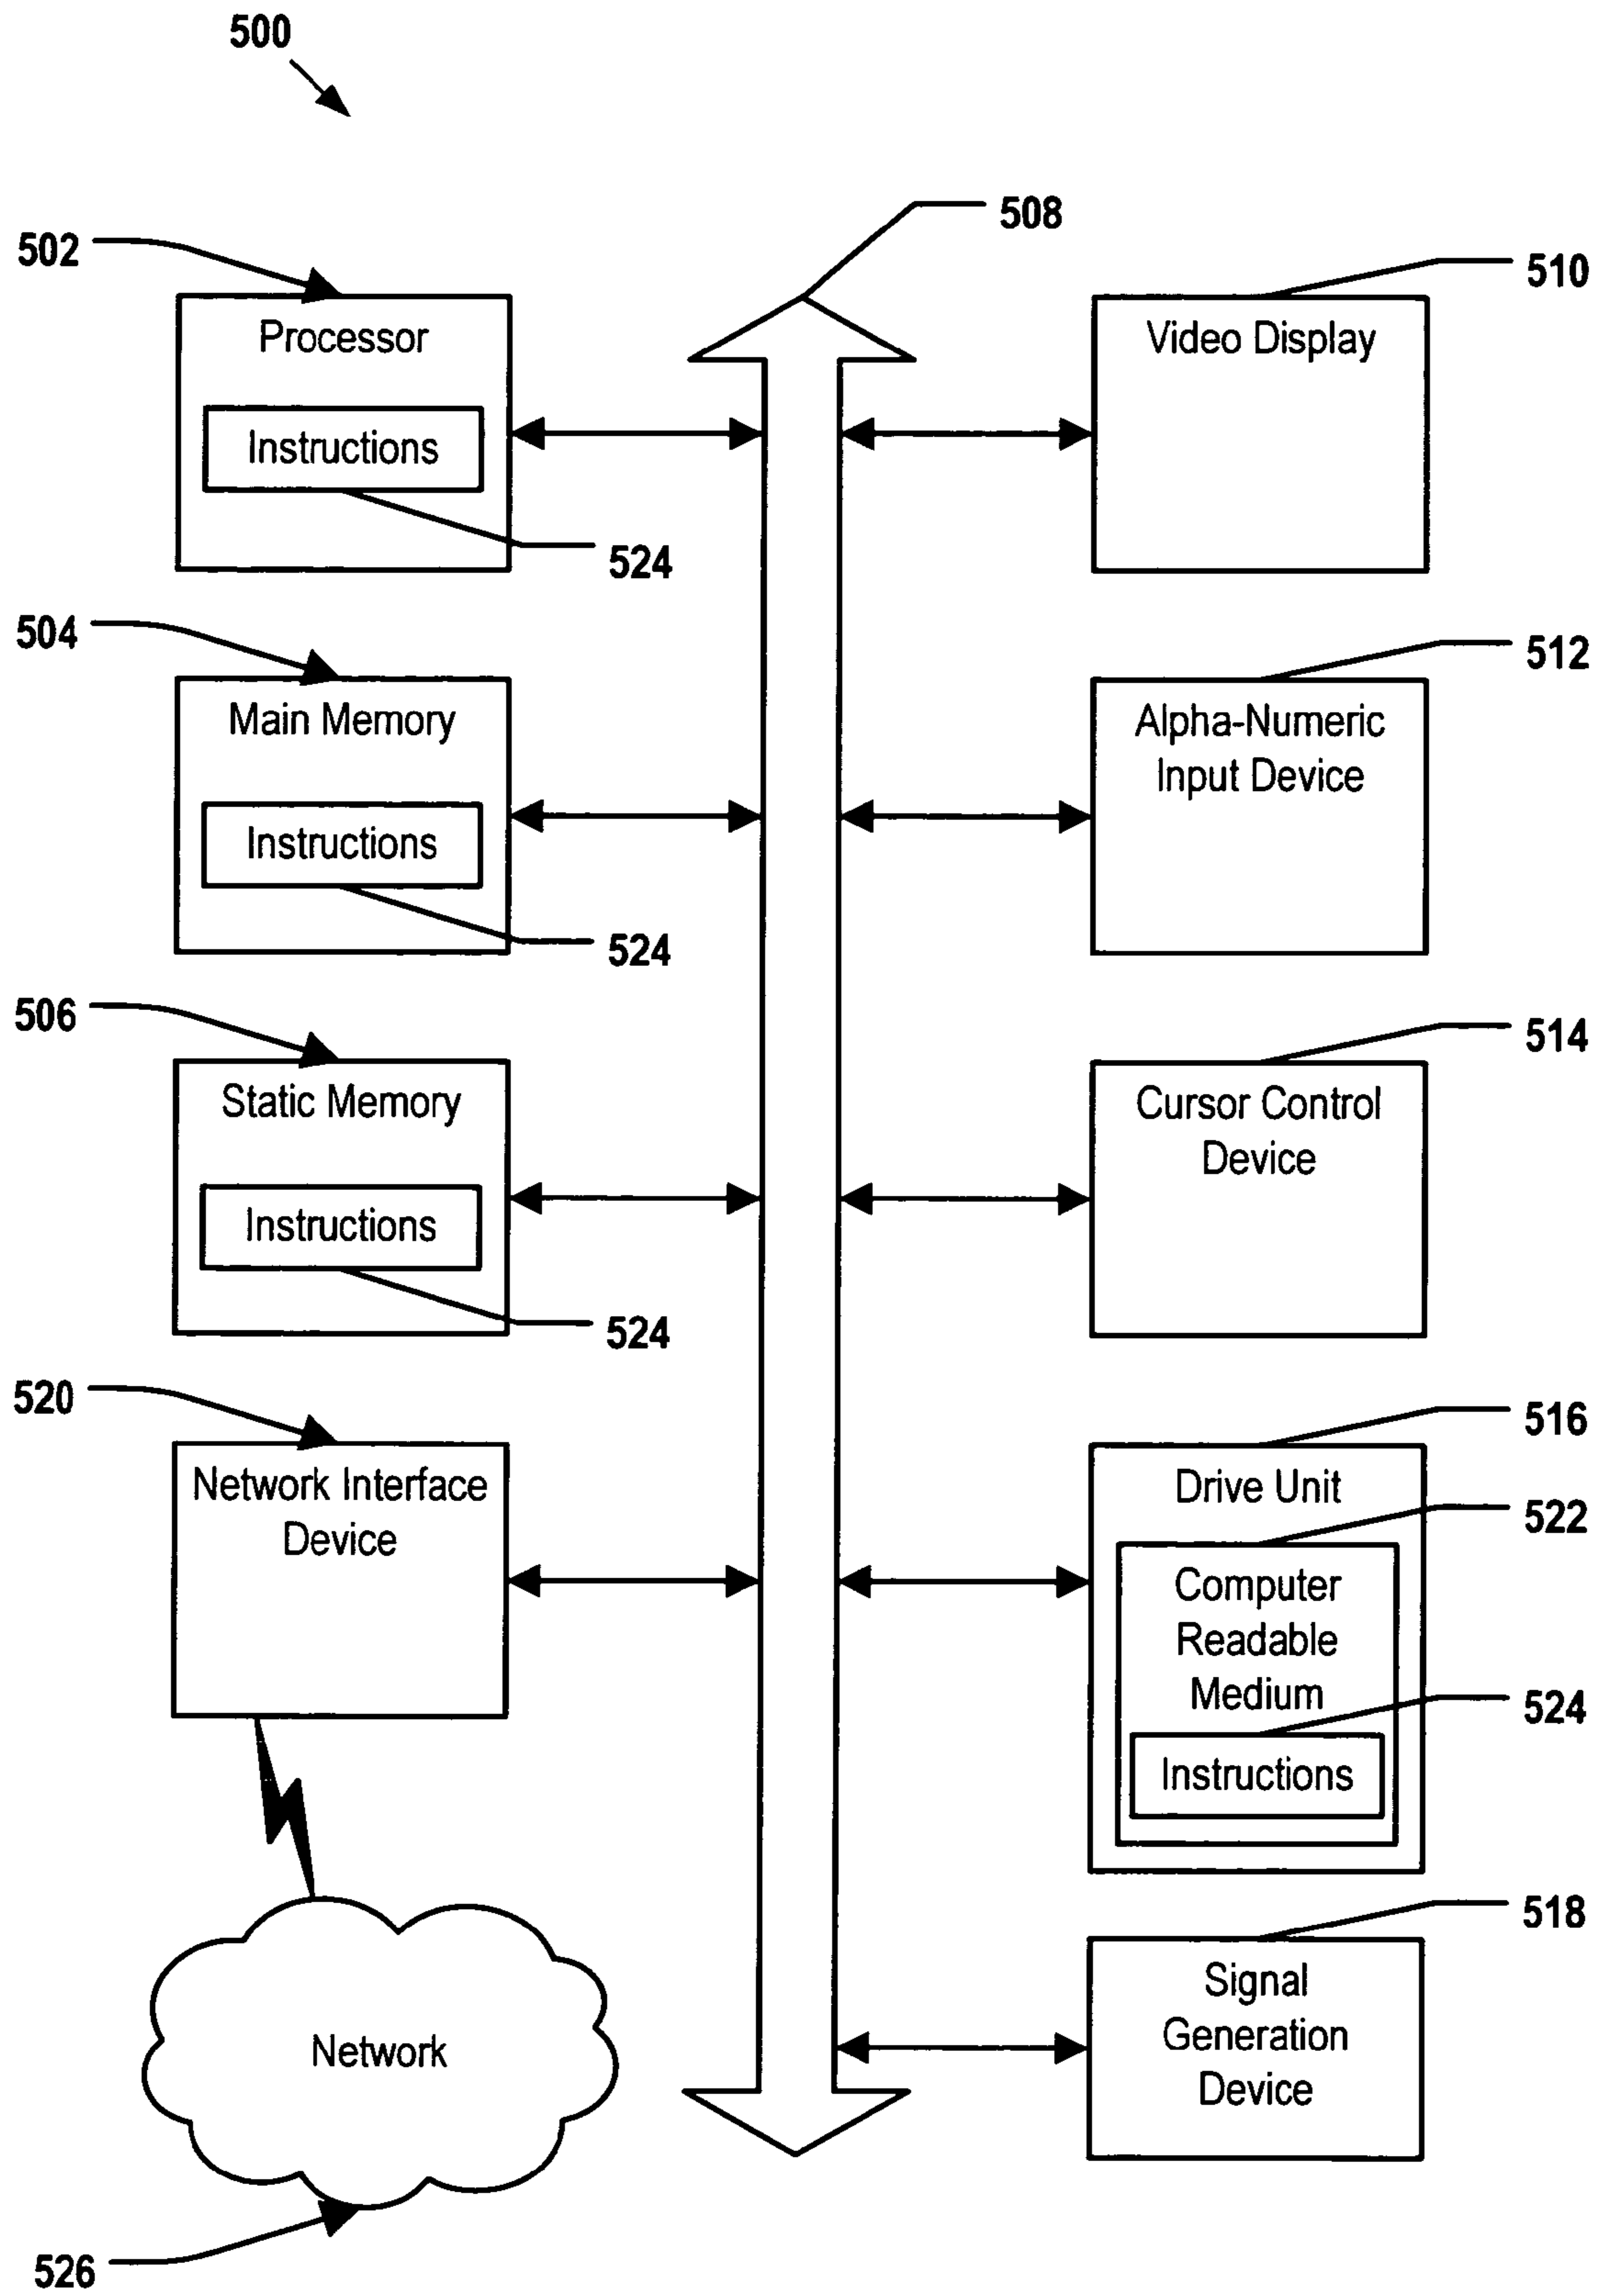 500
508
502
Processor
Instructions
524
510
Video Display
504
Main Memory
Instructions
524
512
Alpha-Numeric
Input Device
506
Static Memory
Instructions
524
514
Cursor Control
Device
520
Network Interface
Device
516
Drive Unit
522
Computer
Readable
Medium
524
Instructions
Network
526
518
Signal
Generation
Device